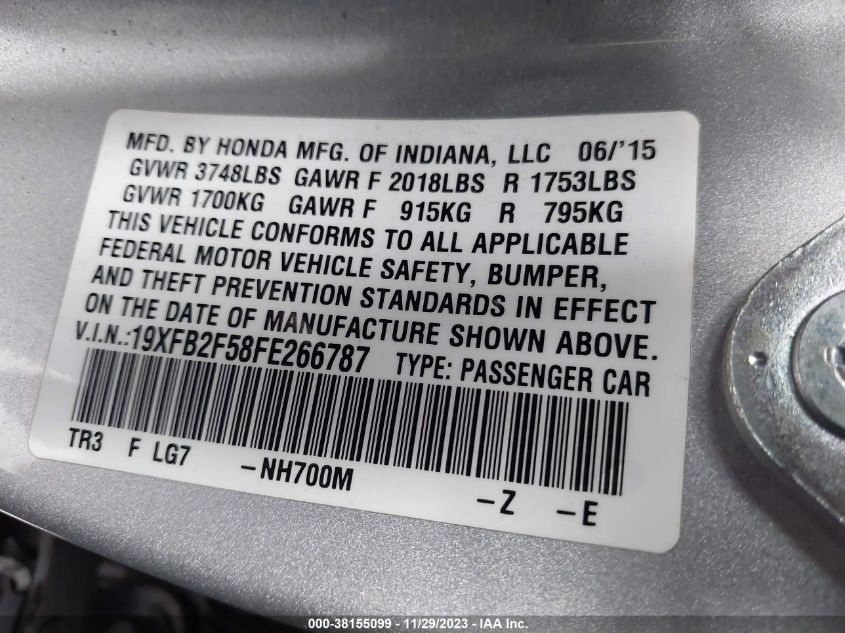 MFD. BY HONDA MFG. OF INDIANA, LLC 06/'15
GVWR 3748LBS GAWR F 2018LBS R 1753LBS
GVWR 1700KG GAWR F 915KG R 795KG
THIS VEHICLE CONFORMS TO ALL APPLICABLE
FEDERAL MOTOR VEHICLE SAFETY, BUMPER,
AND THEFT PREVENTION STANDARDS IN EFFECT
ON THE DATE OF MANUFACTURE SHOWN ABOVE.
V.I.N.:19XFB2F58FE266787 TYPE: PASSENGER CAR
TR3 F LG7 -NH700M -Z -E
000-38155099 - 11/29/2023 - IAA Inc.